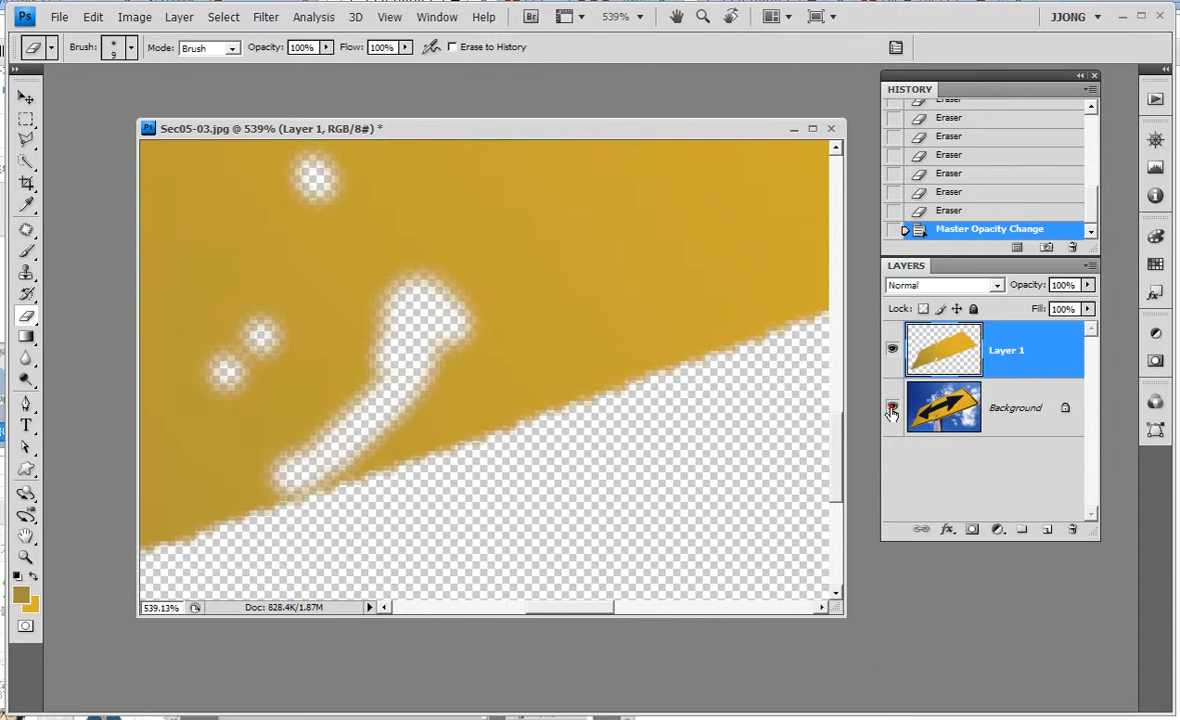 Ps Edit Image Layer Select Filter Analysis 3D View Window Help Br 539% JJONG
Brush: 9 Mode: Brush Opacity: 100% Flow: 100% Erase to History
HISTORY
Eraser
Eraser
Eraser
Eraser
Eraser
Eraser
Eraser
Master Opacity Change
Ps Sec05-03.jpg @ 539% (Layer 1, RGB/8#) *
LAYERS
Normal Opacity: 100%
Lock: Fill: 100%
Layer 1
Background
fx
T
539.13% Doc: 828.4K/1.87M